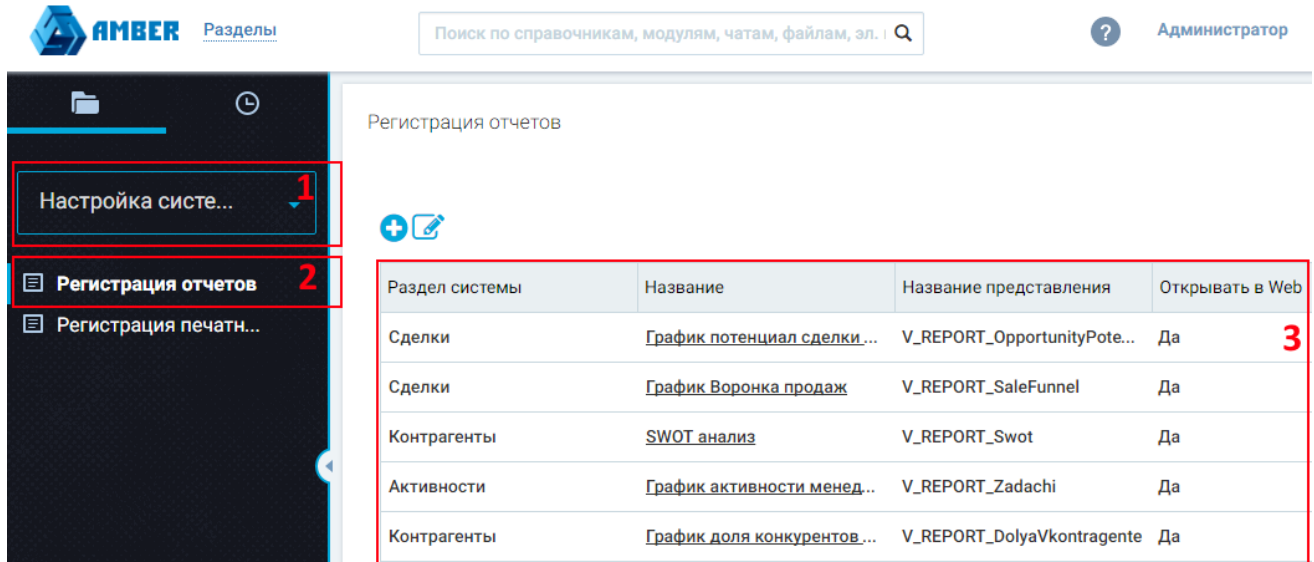 AMBER Разделы Поиск по справочникам, модулям, чатам, файлам, эл. ? Администратор
Регистрация отчетов
Настройка систе... 1
Регистрация отчетов 2
Регистрация печатн...
Раздел системы Название Название представления Открывать в Web
Сделки График потенциал сделки ... V_REPORT_OpportunityPote... Да 3
Сделки График Воронка продаж V_REPORT_SaleFunnel Да
Контрагенты SWOT анализ V_REPORT_Swot Да
Активности График активности менед... V_REPORT_Zadachi Да
Контрагенты График доля конкурентов ... V_REPORT_DolyaVkontragente Да